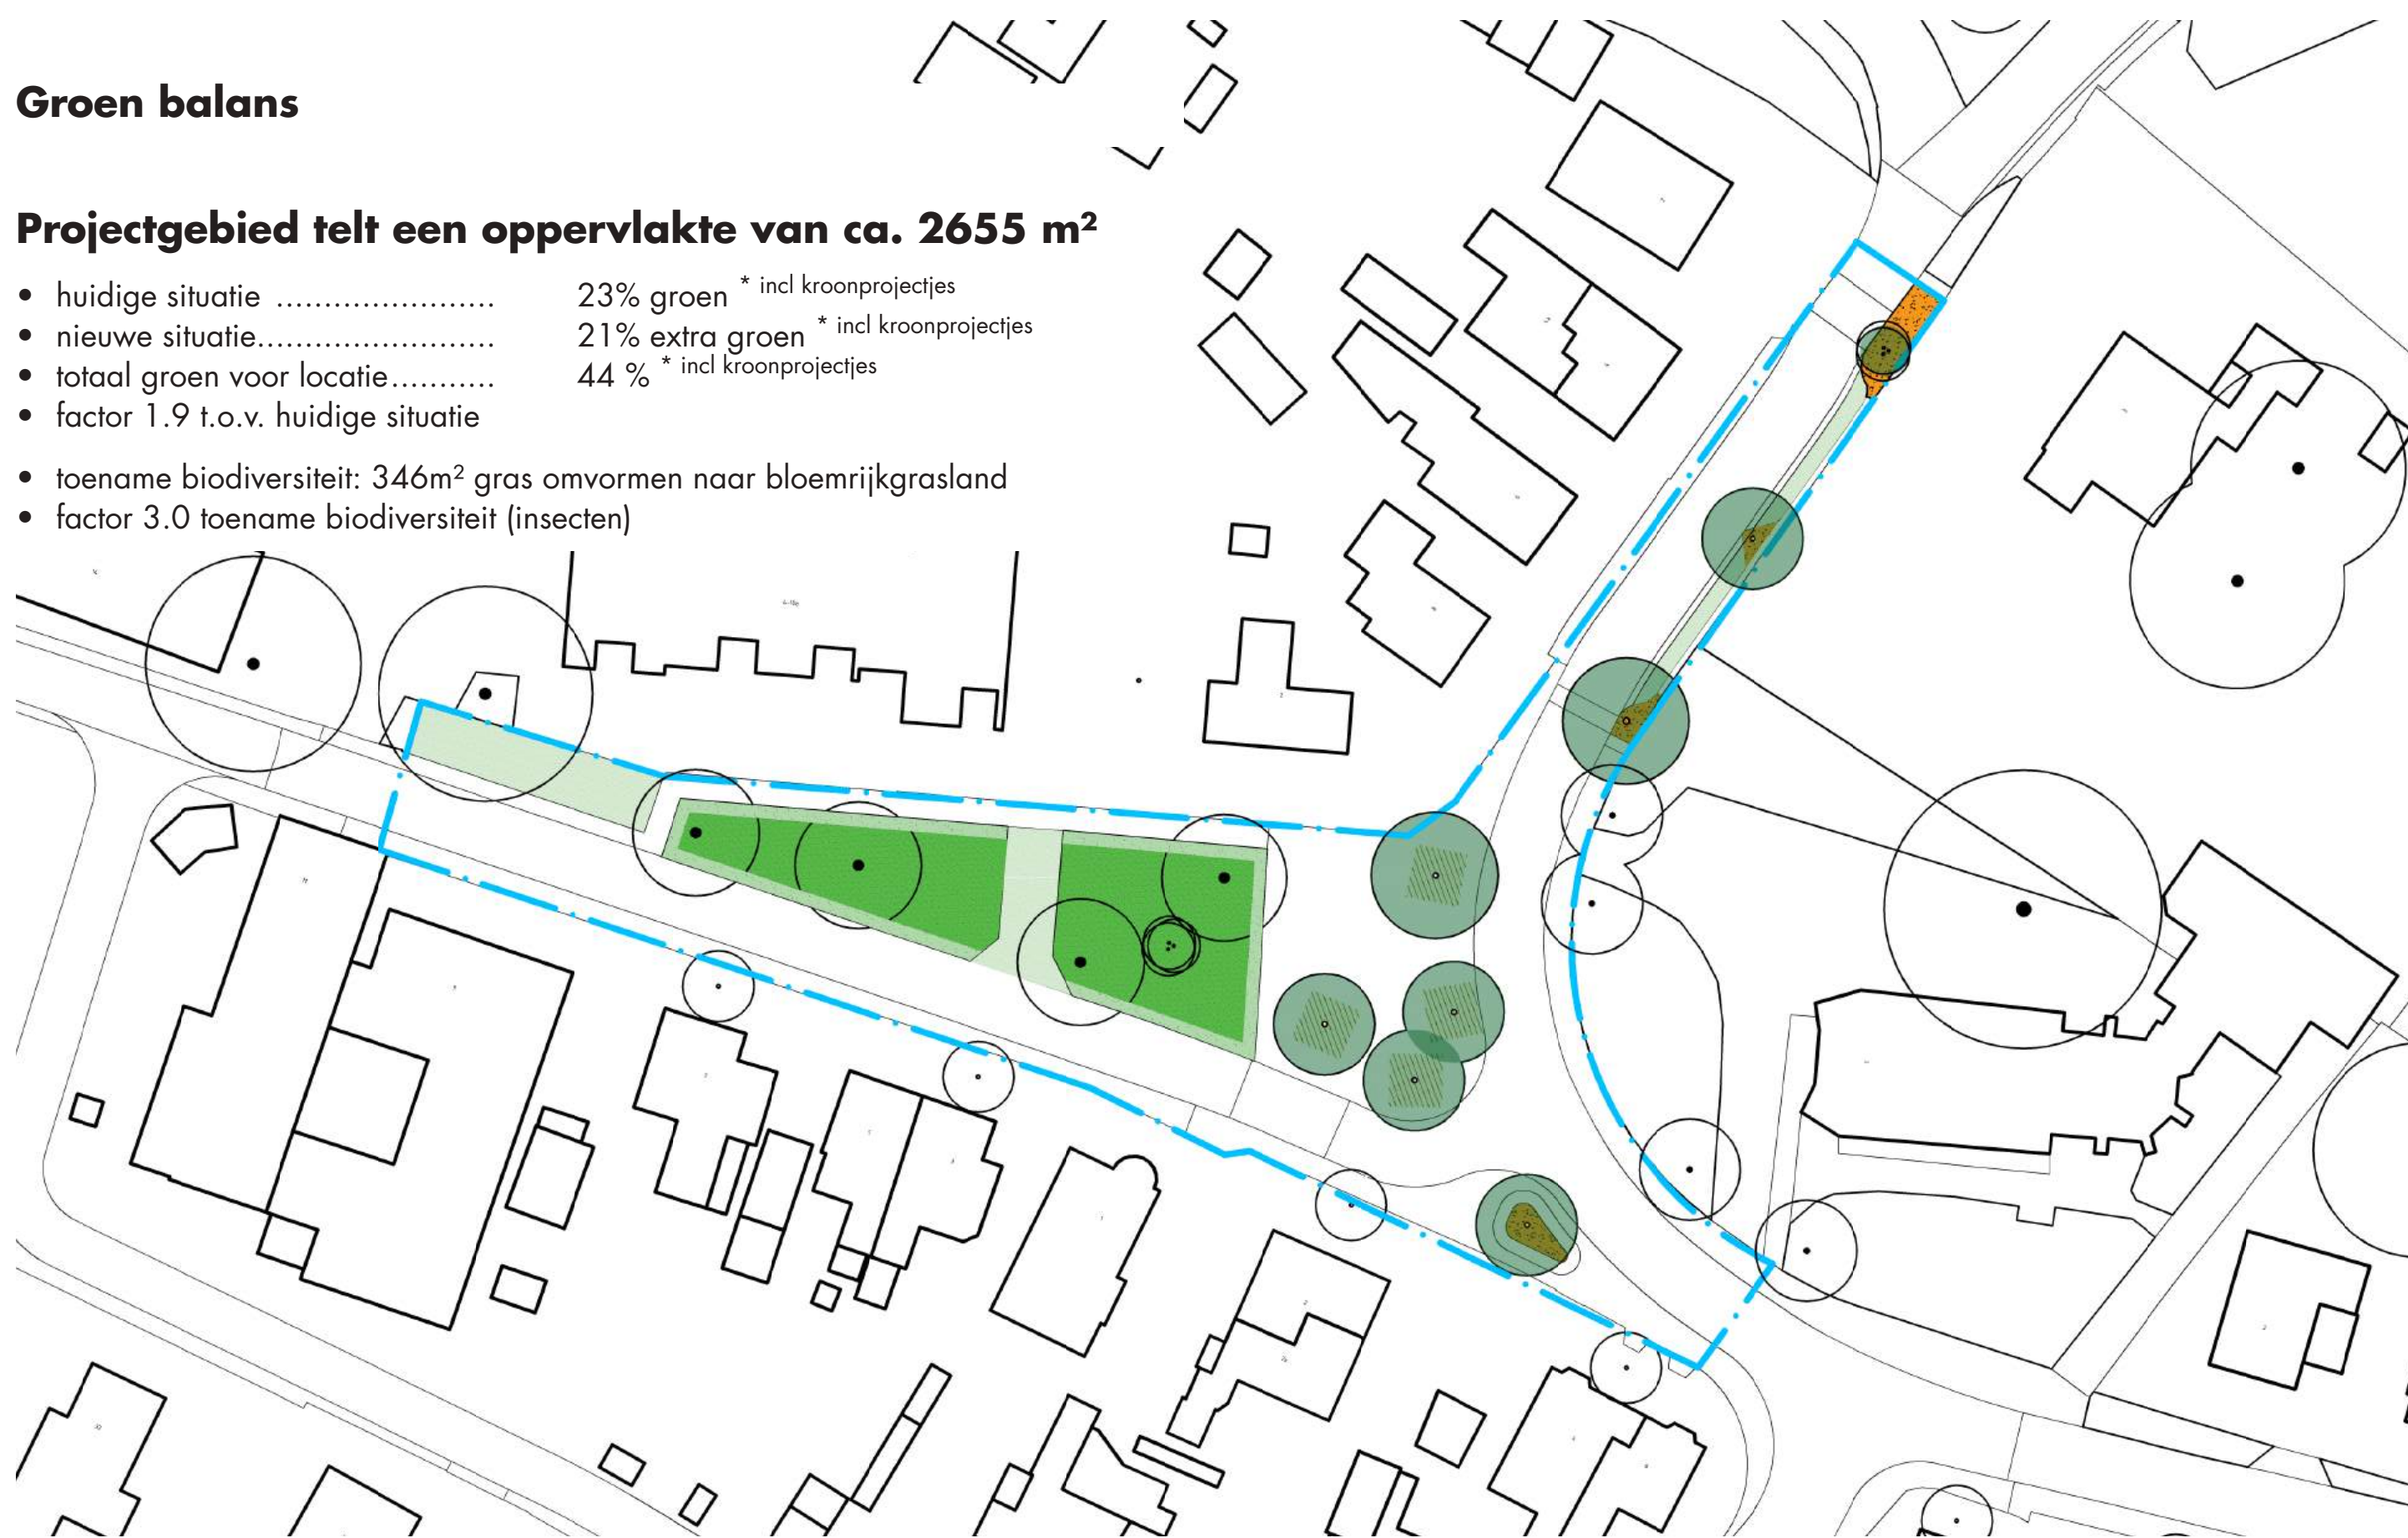 Groen balans
Projectgebied telt een oppervlakte van ca. 2655 m²
• huidige situatie ....................... 23% groen * incl kroonprojectjes
• nieuwe situatie......................... 21% extra groen * incl kroonprojectjes
• totaal groen voor locatie........... 44 % * incl kroonprojectjes
• factor 1.9 t.o.v. huidige situatie
• toename biodiversiteit: 346m² gras omvormen naar bloemrijkgrasland
• factor 3.0 toename biodiversiteit (insecten)